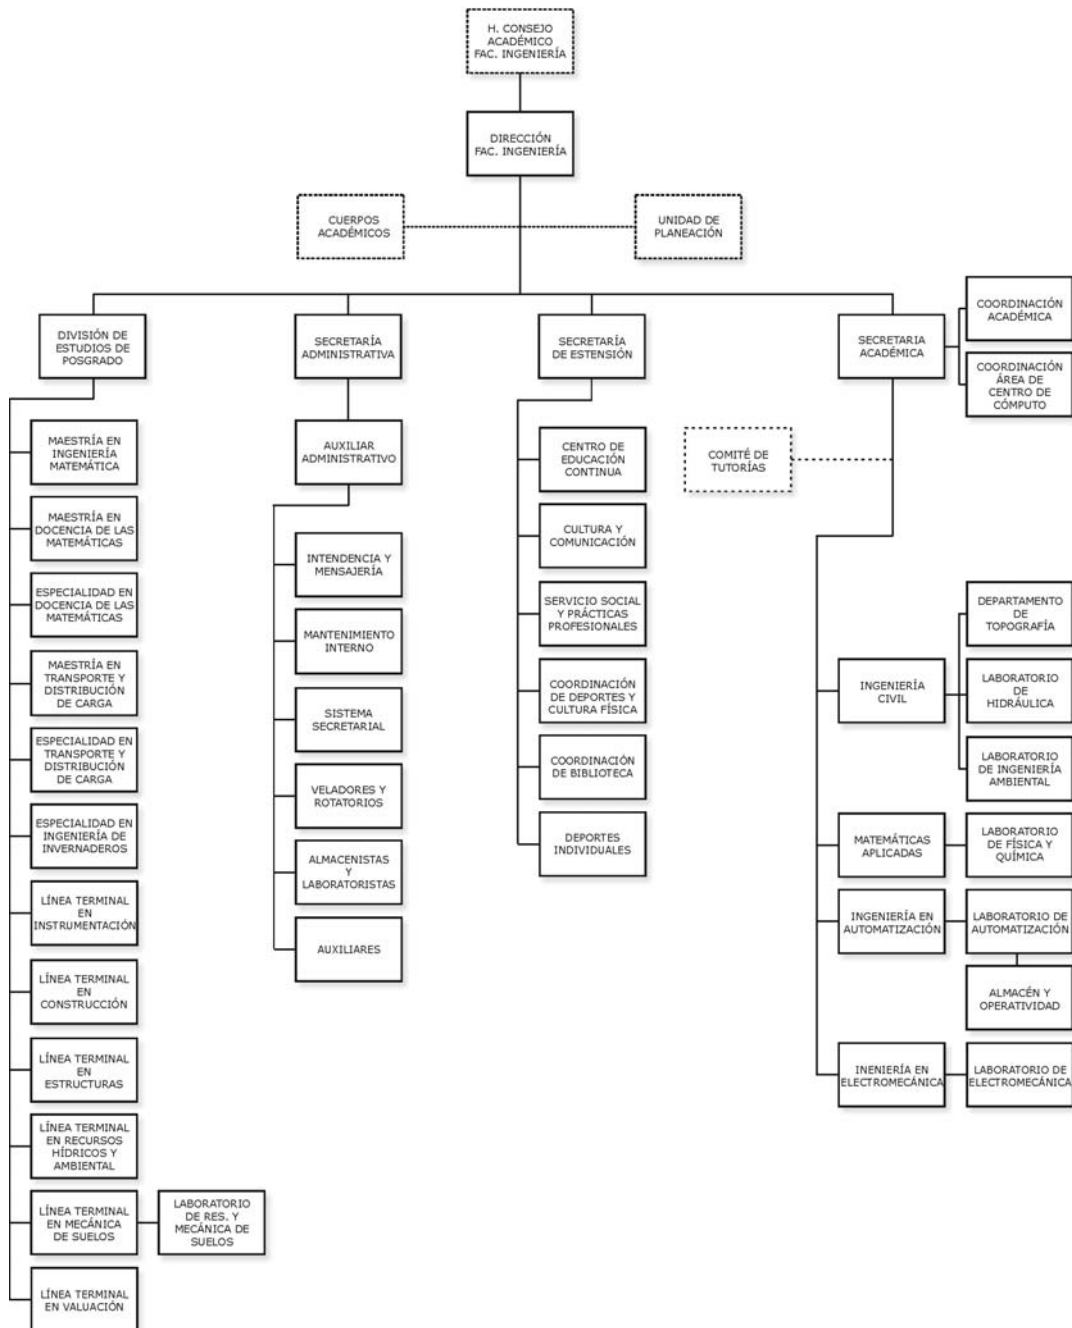 H. CONSEJO
ACADÉMICO
FAC. INGENIERÍA
DIRECCIÓN
FAC. INGENIERÍA
CUERPOS
ACADÉMICOS
UNIDAD DE
PLANEACIÓN
DIVISIÓN DE
ESTUDIOS DE
POSGRADO
MAESTRÍA EN
INGENIERÍA
MATEMÁTICA
MAESTRÍA EN
DOCENCIA DE LAS
MATEMÁTICAS
ESPECIALIDAD EN
DOCENCIA DE LAS
MATEMÁTICAS
MAESTRÍA EN
TRANSPORTE Y
DISTRIBUCIÓN
DE CARGA
ESPECIALIDAD EN
TRANSPORTE Y
DISTRIBUCIÓN
DE CARGA
ESPECIALIDAD EN
INGENIERÍA DE
INVERNADEROS
LÍNEA TERMINAL
EN
INSTRUMENTACIÓN
LÍNEA TERMINAL
EN
CONSTRUCCIÓN
LÍNEA TERMINAL
EN
ESTRUCTURAS
LÍNEA TERMINAL
EN RECURSOS
HÍDRICOS Y
AMBIENTAL
LÍNEA TERMINAL
EN MECÁNICA
DE SUELOS
LABORATORIO
DE RES. Y
MECÁNICA DE
SUELOS
LÍNEA TERMINAL
EN VALUACIÓN
SECRETARÍA
ADMINISTRATIVA
AUXILIAR
ADMINISTRATIVO
INTENDENCIA Y
MENSAJERÍA
MANTENIMIENTO
INTERNO
SISTEMA
SECRETARIAL
VELADORES Y
ROTATORIOS
ALMACENISTAS
Y
LABORATORISTAS
AUXILIARES
SECRETARÍA
DE ESTENSIÓN
CENTRO DE
EDUCACIÓN
CONTINUA
CULTURA Y
COMUNICACIÓN
SERVICIO SOCIAL
Y PRÁCTICAS
PROFESIONALES
COORDINACIÓN
DE DEPORTES Y
CULTURA FÍSICA
COORDINACIÓN
DE BIBLIOTECA
DEPORTES
INDIVIDUALES
SECRETARIA
ACADÉMICA
COORDINACIÓN
ACADÉMICA
COORDINACIÓN
ÁREA DE
CENTRO DE
CÓMPUTO
COMITÉ DE
TUTORÍAS
INGENIERÍA
CIVIL
DEPARTAMENTO
DE
TOPOGRAFÍA
LABORATORIO
DE
HIDRÁULICA
LABORATORIO
DE INGENIERÍA
AMBIENTAL
MATEMÁTICAS
APLICADAS
LABORATORIO
DE FÍSICA Y
QUÍMICA
INGENIERÍA EN
AUTOMATIZACIÓN
LABORATORIO DE
AUTOMATIZACIÓN
ALMACÉN Y
OPERATIVIDAD
INENIERÍA EN
ELECTROMECÁNICA
LABORATORIO DE
ELECTROMECÁNICA